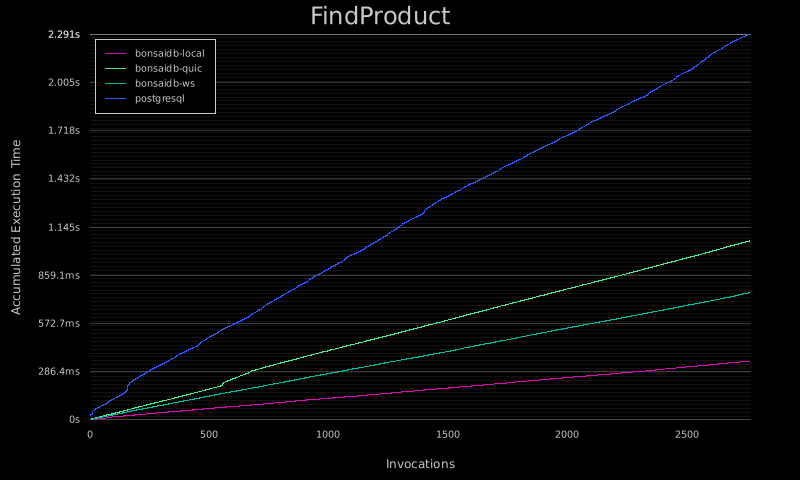 FindProduct
2.291s
bonsaidb-local
bonsaidb-quic
bonsaidb-ws
postgresql
2.005s
1.718s
1.432s
1.145s
859.1ms
572.7ms
286.4ms
0s
Accumulated Execution Time
0 500 1000 1500 2000 2500
Invocations